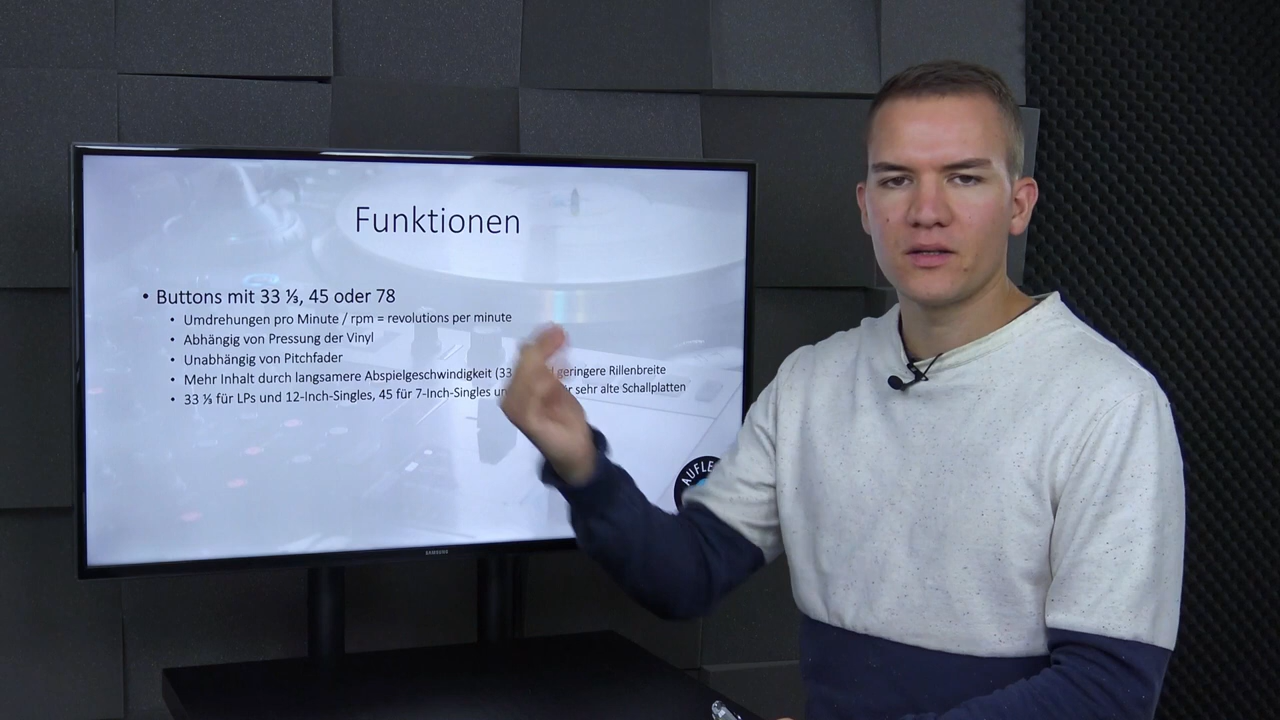 Funktionen
• Buttons mit 33 ⅓, 45 oder 78
• Umdrehungen pro Minute / rpm = revolutions per minute
• Abhängig von Pressung der Vinyl
• Unabhängig von Pitchfader
• Mehr Inhalt durch langsamere Abspielgeschwindigkeit (33 geringere Rillenbreite
• 33 ⅓ für LPs und 12-Inch-Singles, 45 für 7-Inch-Singles sehr alte Schallplatten
SAMSUNG